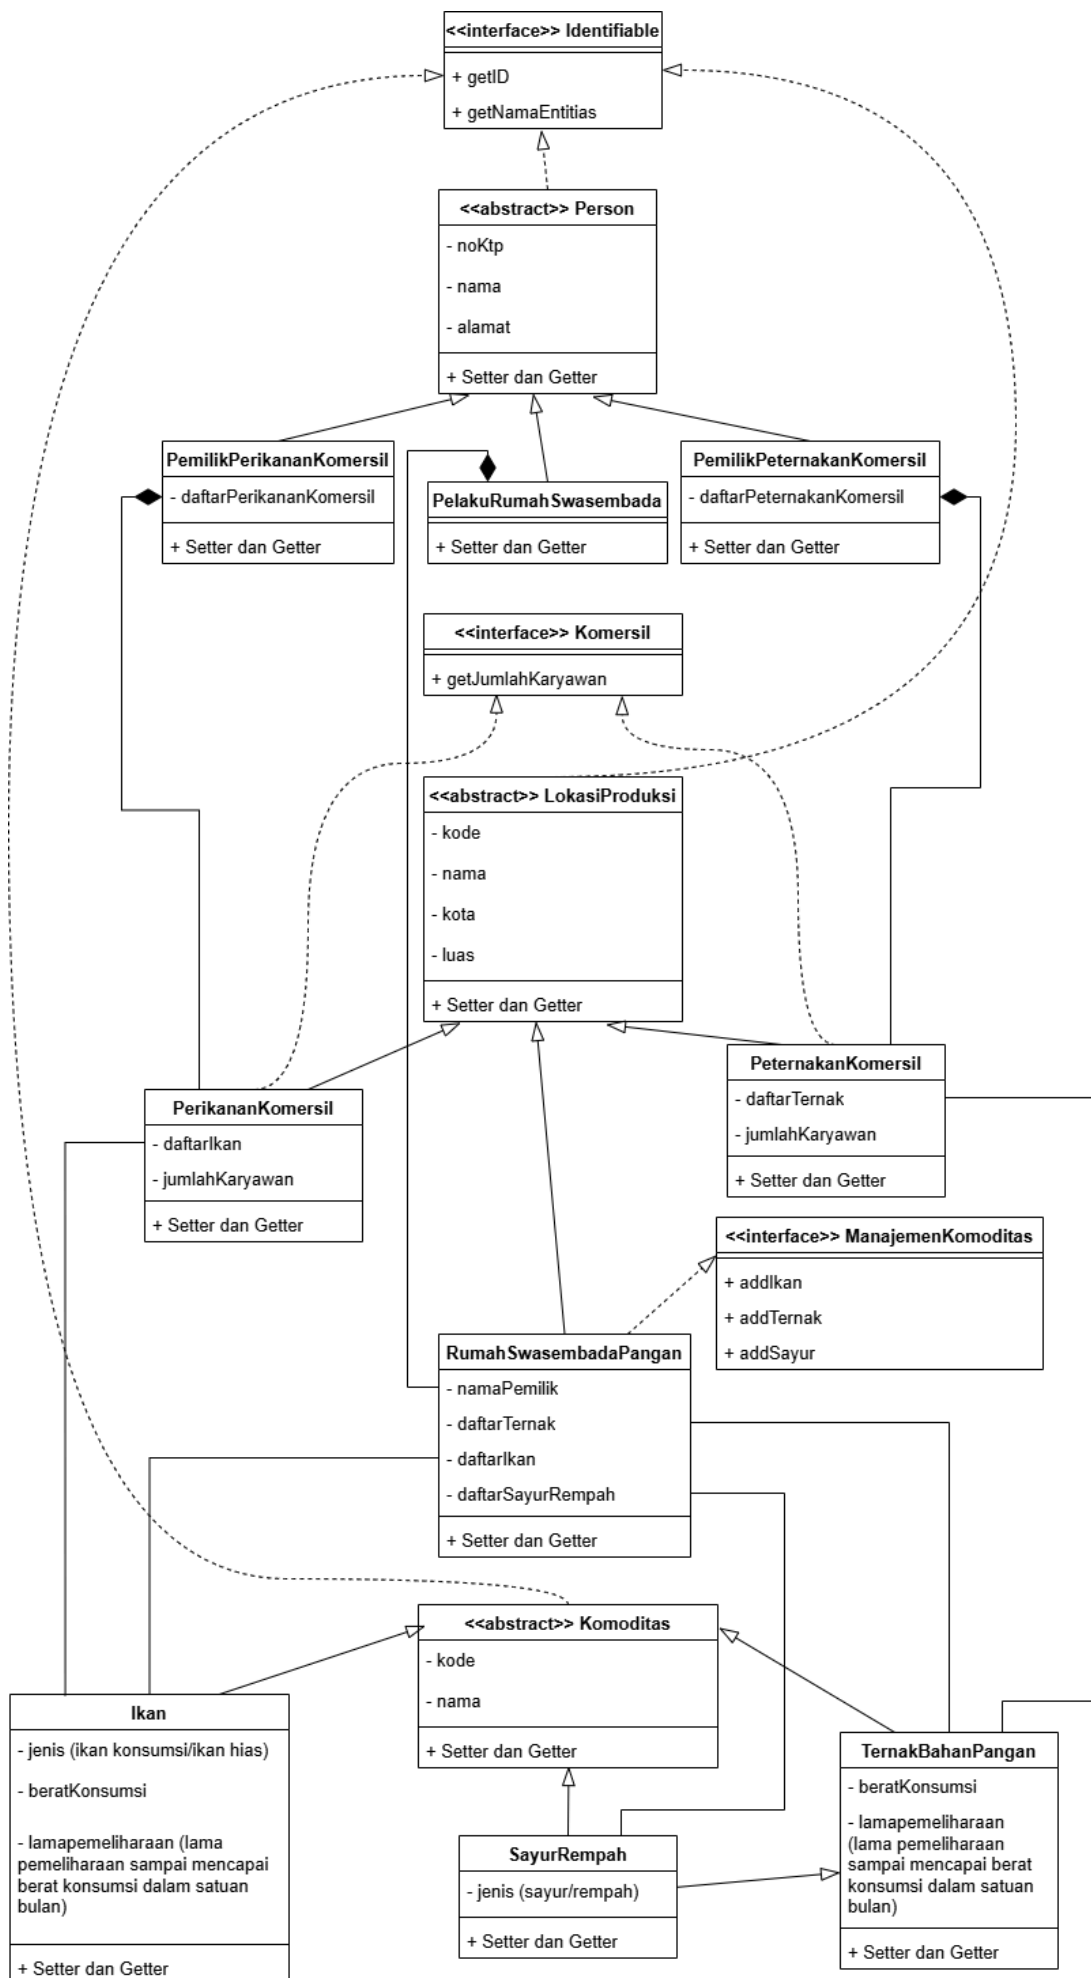 <<interface>> Identifiable
+ getID
+ getNamaEntitias
<<abstract>> Person
- noKtp
- nama
- alamat
+ Setter dan Getter
PemilikPerikananKomersil
- daftarPerikananKomersil
+ Setter dan Getter
PelakuRumahSwasembada
+ Setter dan Getter
PemilikPeternakanKomersil
- daftarPeternakanKomersil
+ Setter dan Getter
<<interface>> Komersil
+ getJumlahKaryawan
<<abstract>> LokasiProduksi
- kode
- nama
- kota
- luas
+ Setter dan Getter
PerikananKomersil
- daftarIkan
- jumlahKaryawan
+ Setter dan Getter
PeternakanKomersil
- daftarTernak
- jumlahKaryawan
+ Setter dan Getter
<<interface>> ManajemenKomoditas
+ addIkan
+ addTernak
+ addSayur
RumahSwasembadaPangan
- namaPemilik
- daftarTernak
- daftarIkan
- daftarSayurRempah
+ Setter dan Getter
<<abstract>> Komoditas
- kode
- nama
+ Setter dan Getter
Ikan
- jenis (ikan konsumsi/ikan hias)
- beratKonsumsi
- lamapemeliharaan (lama
pemeliharaan sampai mencapai
berat konsumsi dalam satuan
bulan)
+ Setter dan Getter
SayurRempah
- jenis (sayur/rempah)
+ Setter dan Getter
TernakBahanPangan
- beratKonsumsi
- lamapemeliharaan
(lama pemeliharaan
sampai mencapai berat
konsumsi dalam satuan
bulan)
+ Setter dan Getter